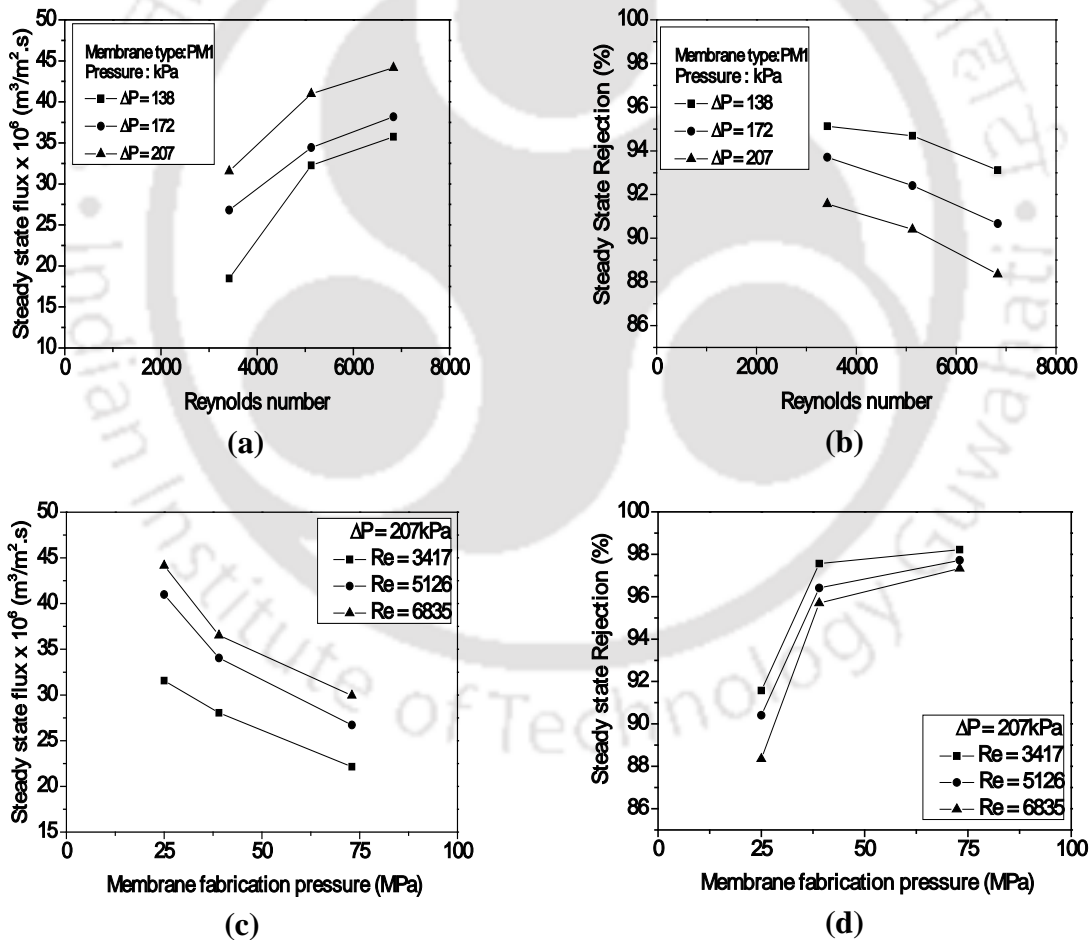 Steady state flux x 10⁶ (m³/m².s)
50
45
40
35
30
25
20
15
10
Membrane type:PM1
Pressure : kPa
ΔP = 138
ΔP = 172
ΔP = 207
0
2000
4000
6000
8000
Reynolds number
(a)
Steady State Rejection (%)
100
98
96
94
92
90
88
86
Membrane type:PM1
Pressure : kPa
ΔP = 138
ΔP = 172
ΔP = 207
0
2000
4000
6000
8000
Reynolds number
(b)
Steady state flux x 10⁶ (m³/m².s)
50
45
40
35
30
25
20
15
ΔP = 207kPa
Re = 3417
Re = 5126
Re = 6835
0
25
50
75
100
Membrane fabrication pressure (MPa)
(c)
Steady state Rejection (%)
100
98
96
94
92
90
88
86
ΔP = 207kPa
Re = 3417
Re = 5126
Re = 6835
0
25
50
75
100
Membrane fabrication pressure (MPa)
(d)
Indian Institute of Technology Guwahati